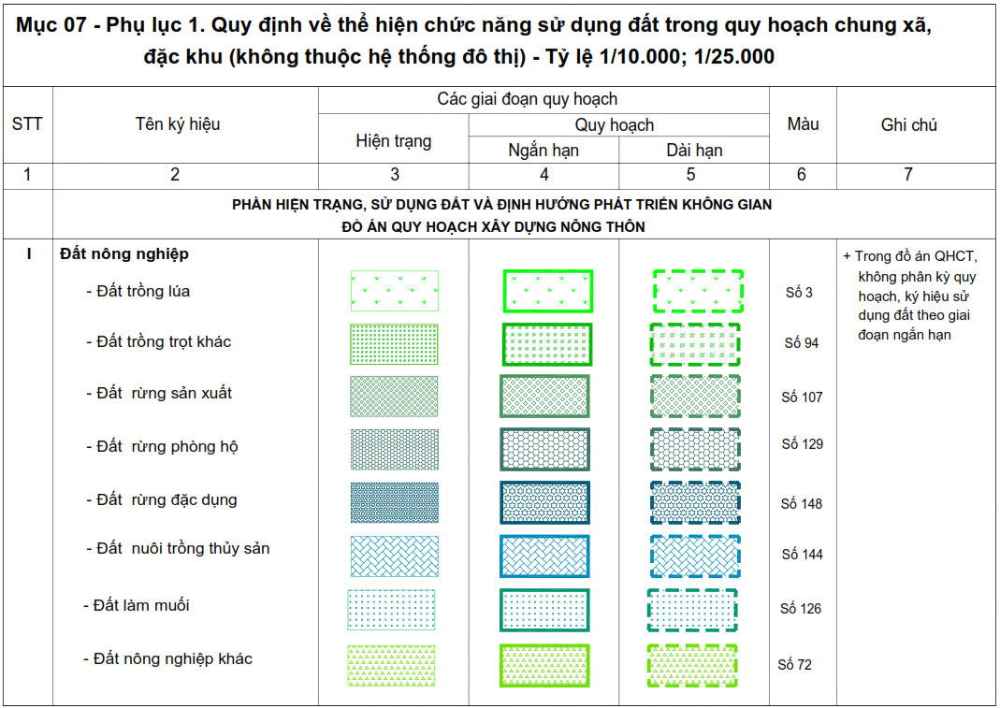 Mục 07 - Phụ lục 1. Quy định về thể hiện chức năng sử dụng đất trong quy hoạch chung xã,
đặc khu (không thuộc hệ thống đô thị) - Tỷ lệ 1/10.000; 1/25.000
STT
Tên ký hiệu
Các giai đoạn quy hoạch
Hiện trạng
Quy hoạch
Ngắn hạn
Dài hạn
Màu
Ghi chú
1
2
3
4
5
6
7
PHẦN HIỆN TRẠNG, SỬ DỤNG ĐẤT VÀ ĐỊNH HƯỚNG PHÁT TRIỂN KHÔNG GIAN
ĐỒ ÁN QUY HOẠCH XÂY DỰNG NÔNG THÔN
I
Đất nông nghiệp
- Đất trồng lúa
Số 3
- Đất trồng trọt khác
Số 94
- Đất rừng sản xuất
Số 107
- Đất rừng phòng hộ
Số 129
- Đất rừng đặc dụng
Số 148
- Đất nuôi trồng thủy sản
Số 144
- Đất làm muối
Số 126
- Đất nông nghiệp khác
Số 72
+ Trong đồ án QHCT,
không phân kỳ quy
hoạch, ký hiệu sử
dụng đất theo giai
đoạn ngắn hạn